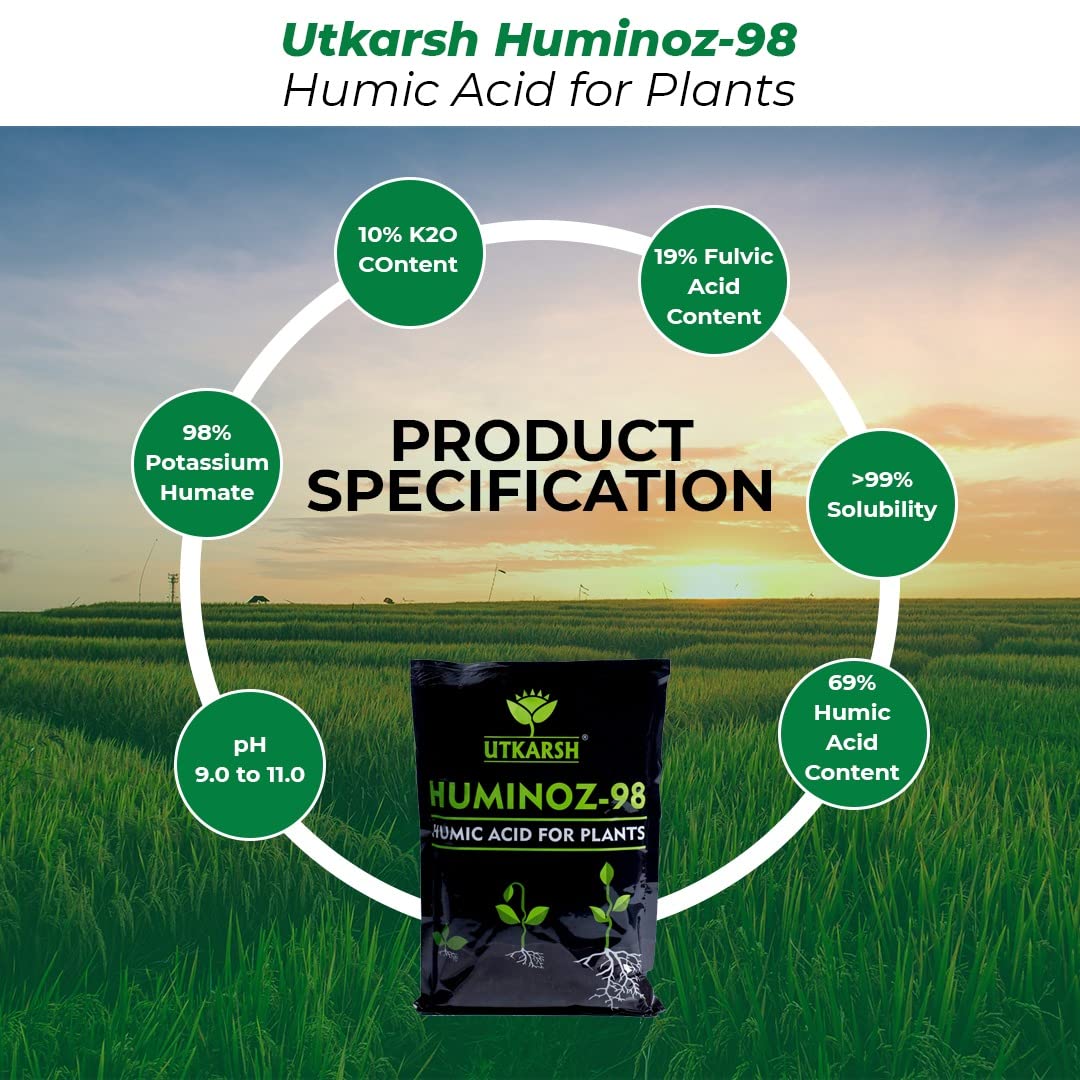 Utkarsh Huminoz-98
Humic Acid for Plants
10% K2O
COntent
19% Fulvic
Acid
Content
98%
Potassium
Humate
PRODUCT
SPECIFICATION
>99%
Solubility
69%
Humic
Acid
Content
pH
9.0 to 11.0
UTKARSH®
HUMINOZ-98
HUMIC ACID FOR PLANTS